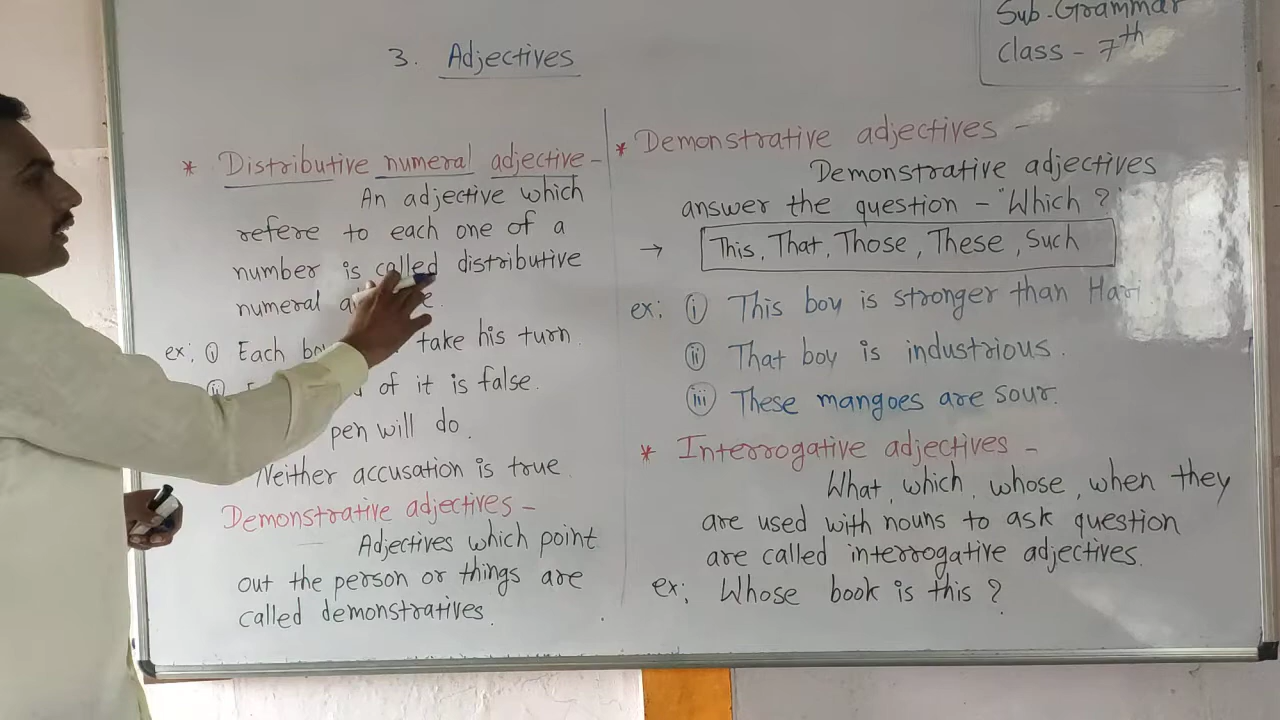 Sub-Grammar
Class - 7th
3. Adjectives
* Distributive numeral adjective -
An adjective which
refere to each one of a
number is called distributive
numeral
ex: (i) Each take his turn.
(ii) of it is false.
pen will do.
Neither accusation is true.
Demonstrative adjectives -
Adjectives which point
out the person or things are
called demonstratives.
* Demonstrative adjectives -
Demonstrative adjectives
answer the question - "Which ?"
→ This, That, Those, These, Such
ex: (i) This boy is stronger than Hari
(ii) That boy is industrious.
(iii) These mangoes are sour.
* Interrogative adjectives -
What, which, whose, when they
are used with nouns to ask question
are called interrogative adjectives.
ex: Whose book is this ?